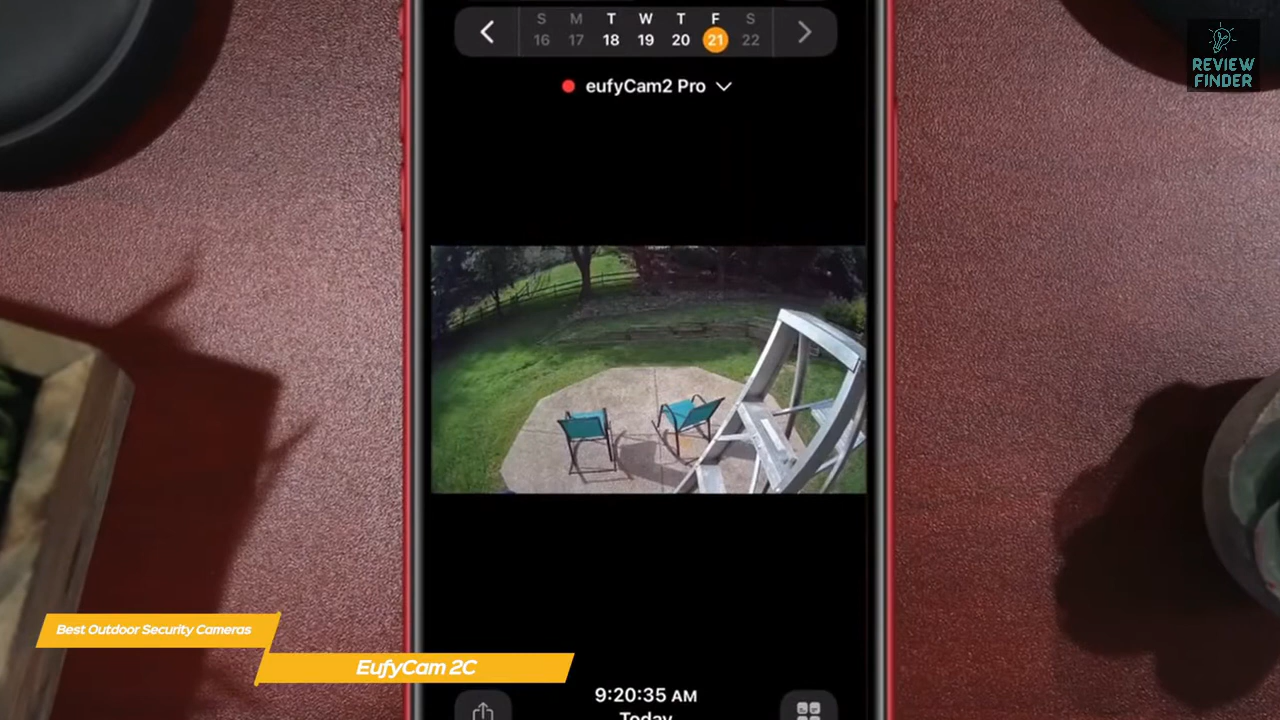 S M T W T F S
16 17 18 19 20 21 22
eufyCam2 Pro
REVIEW
FINDER
Best Outdoor Security Cameras
EufyCam 2C
9:20:35 AM
Today